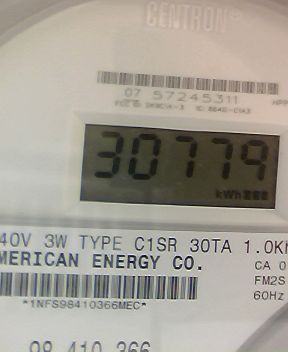 CENTRON®
07 57245311
30779
kWh
40V 3W TYPE C1SR 30TA 1.0Kh
MERICAN ENERGY CO.
CA 0
FM2S
60Hz
*1NFS98410366MEC*
98 410 366